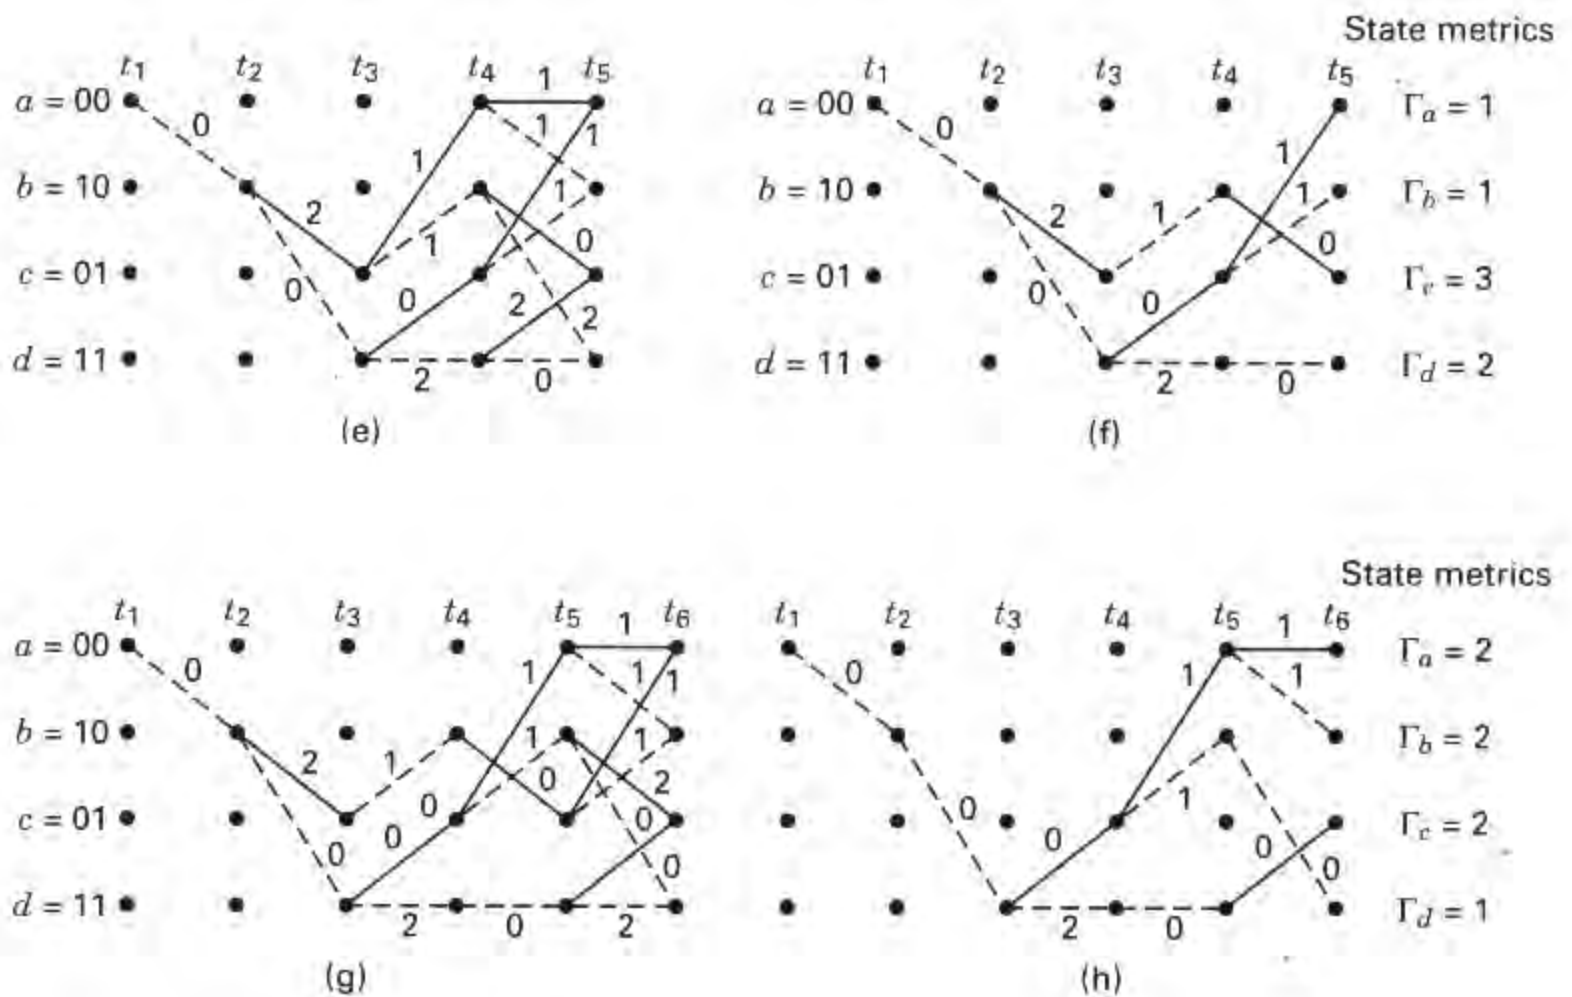 State metrics
t1 t2 t3 t4 1 t5
a = 00 0 1 1 1
b = 10 2 1 1 0
c = 01 0 0 2 2
d = 11 2 0
(e)
t1 t2 t3 t4 t5
a = 00 0 1 Γa = 1
b = 10 2 1 1 0 Γb = 1
c = 01 0 0 Γc = 3
d = 11 2 0 Γd = 2
(f)
State metrics
t1 t2 t3 t4 t5 1 t6
a = 00 0 1 1 1
b = 10 2 1 1 0 1 2
c = 01 0 0 0 0 0
d = 11 2 0 2
(g)
t1 t2 t3 t4 t5 1 t6
0 1 1 Γa = 2
Γb = 2
0 0 1 0 0 Γc = 2
2 0 Γd = 1
(h)